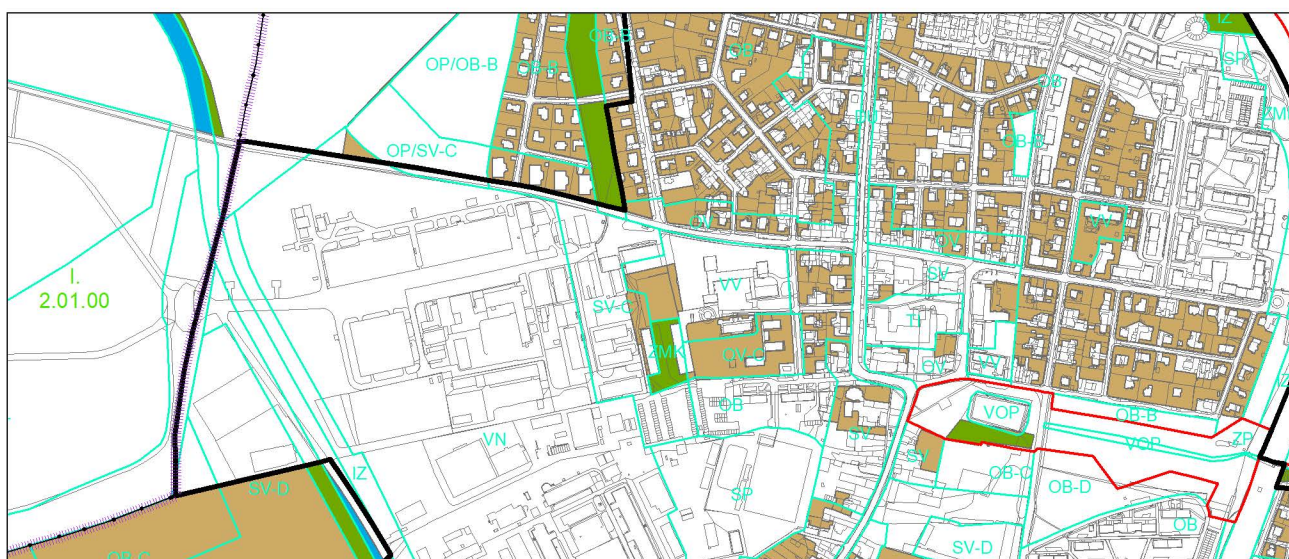 IZ
OB-B
SP
OB
OP/OB-B
OB-B
OB
ZMK
OB-B
OP/SV-C
VV
OV
OV
SV
I.
2.01.00
VV
SV-C
TI
ZMK
OV-C
OV
VV
OB
VOP
OB-B
IZ
VN
SV
VOP
ZP
SV
IZ
SV-D
OB-C
SP
OB-D
OB
SV-D
OB-C